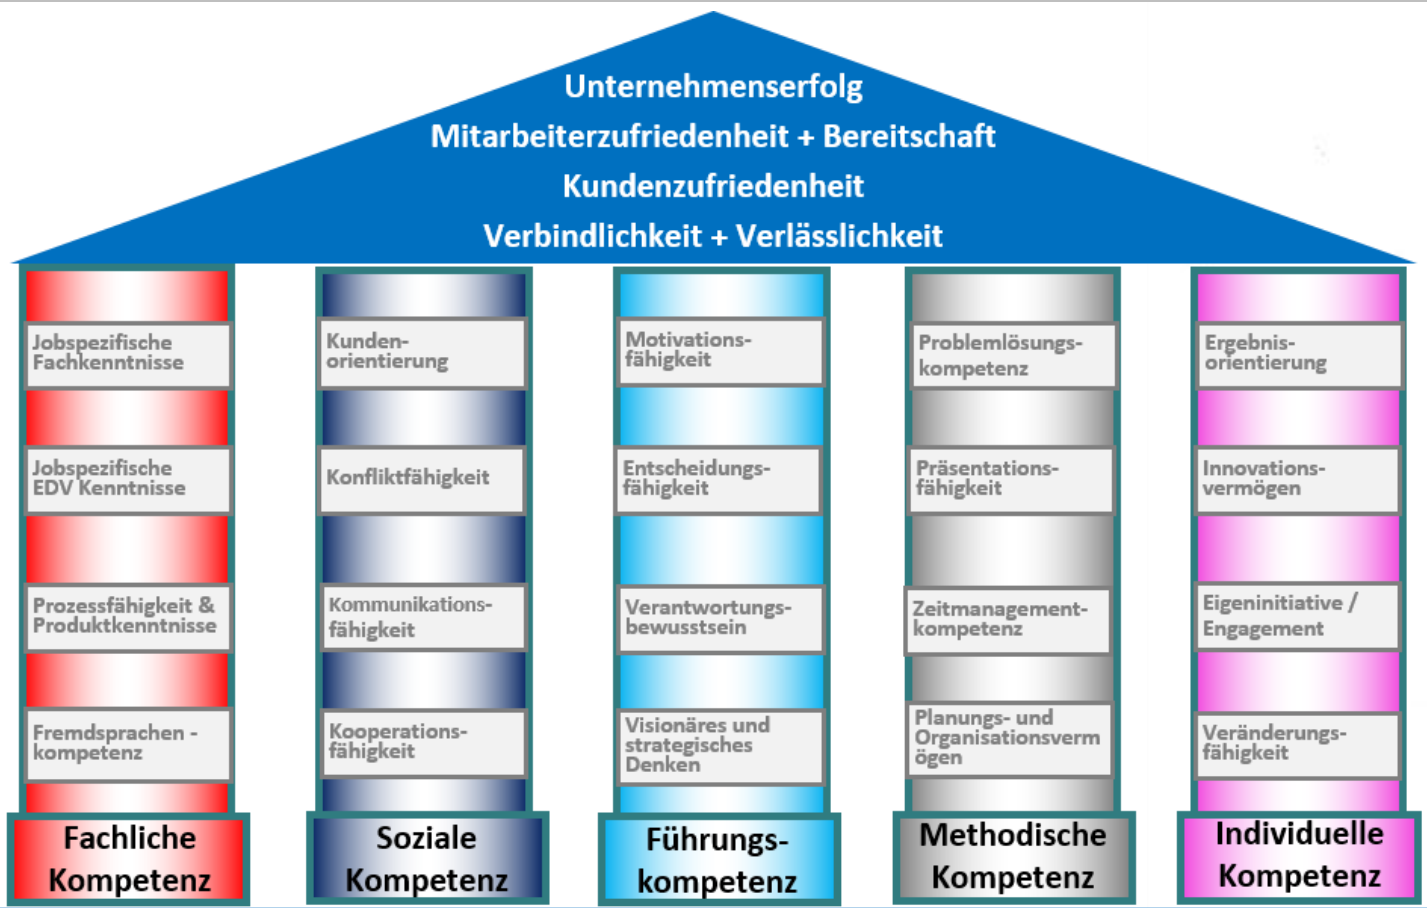 Unternehmenserfolg
Mitarbeiterzufriedenheit + Bereitschaft
Kundenzufriedenheit
Verbindlichkeit + Verlässlichkeit
Jobspezifische
Fachkenntnisse
Jobspezifische
EDV Kenntnisse
Prozessfähigkeit &
Produktkenntnisse
Fremdsprachen -
kompetenz
Fachliche
Kompetenz
Kunden-
orientierung
Konfliktfähigkeit
Kommunikations-
fähigkeit
Kooperations-
fähigkeit
Soziale
Kompetenz
Motivations-
fähigkeit
Entscheidungs-
fähigkeit
Verantwortungs-
bewusstsein
Visionäres und
strategisches
Denken
Führungs-
kompetenz
Problemlösungs-
kompetenz
Präsentations-
fähigkeit
Zeitmanagement-
kompetenz
Planungs- und
Organisationsverm
ögen
Methodische
Kompetenz
Ergebnis-
orientierung
Innovations-
vermögen
Eigeninitiative /
Engagement
Veränderungs-
fähigkeit
Individuelle
Kompetenz